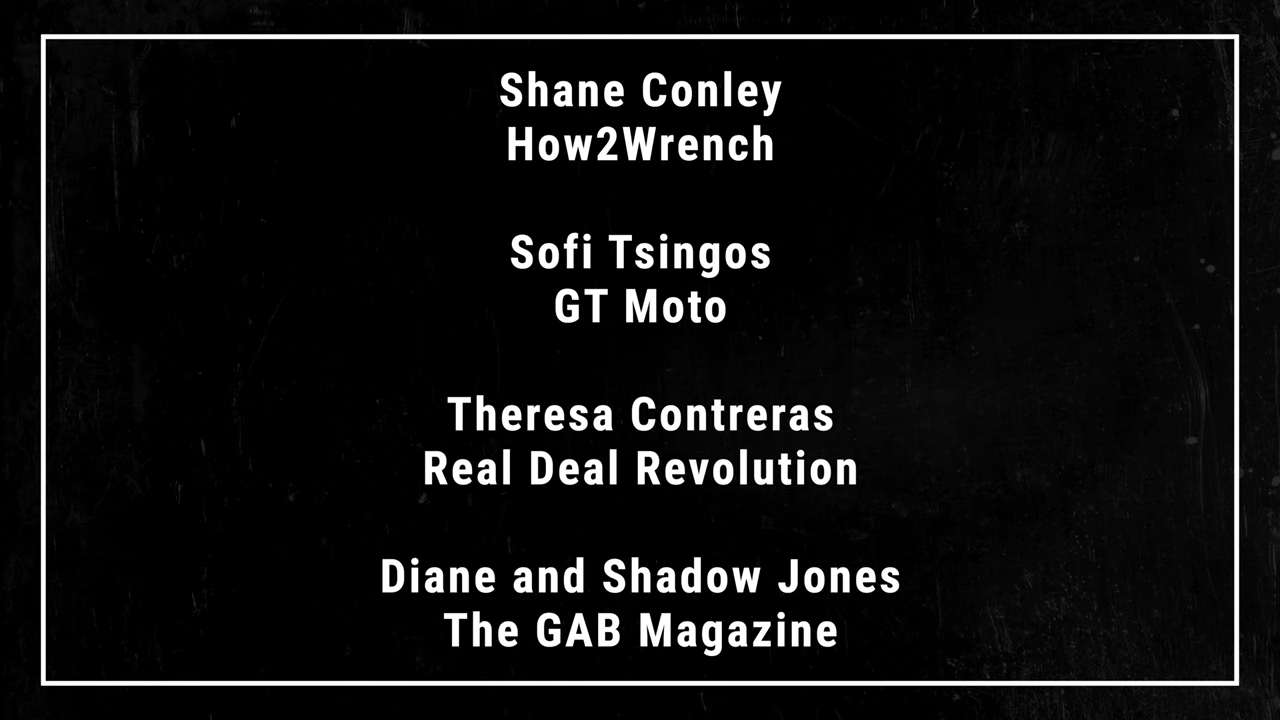 Shane Conley
How2Wrench
Sofi Tsingos
GT Moto
Theresa Contreras
Real Deal Revolution
Diane and Shadow Jones
The GAB Magazine